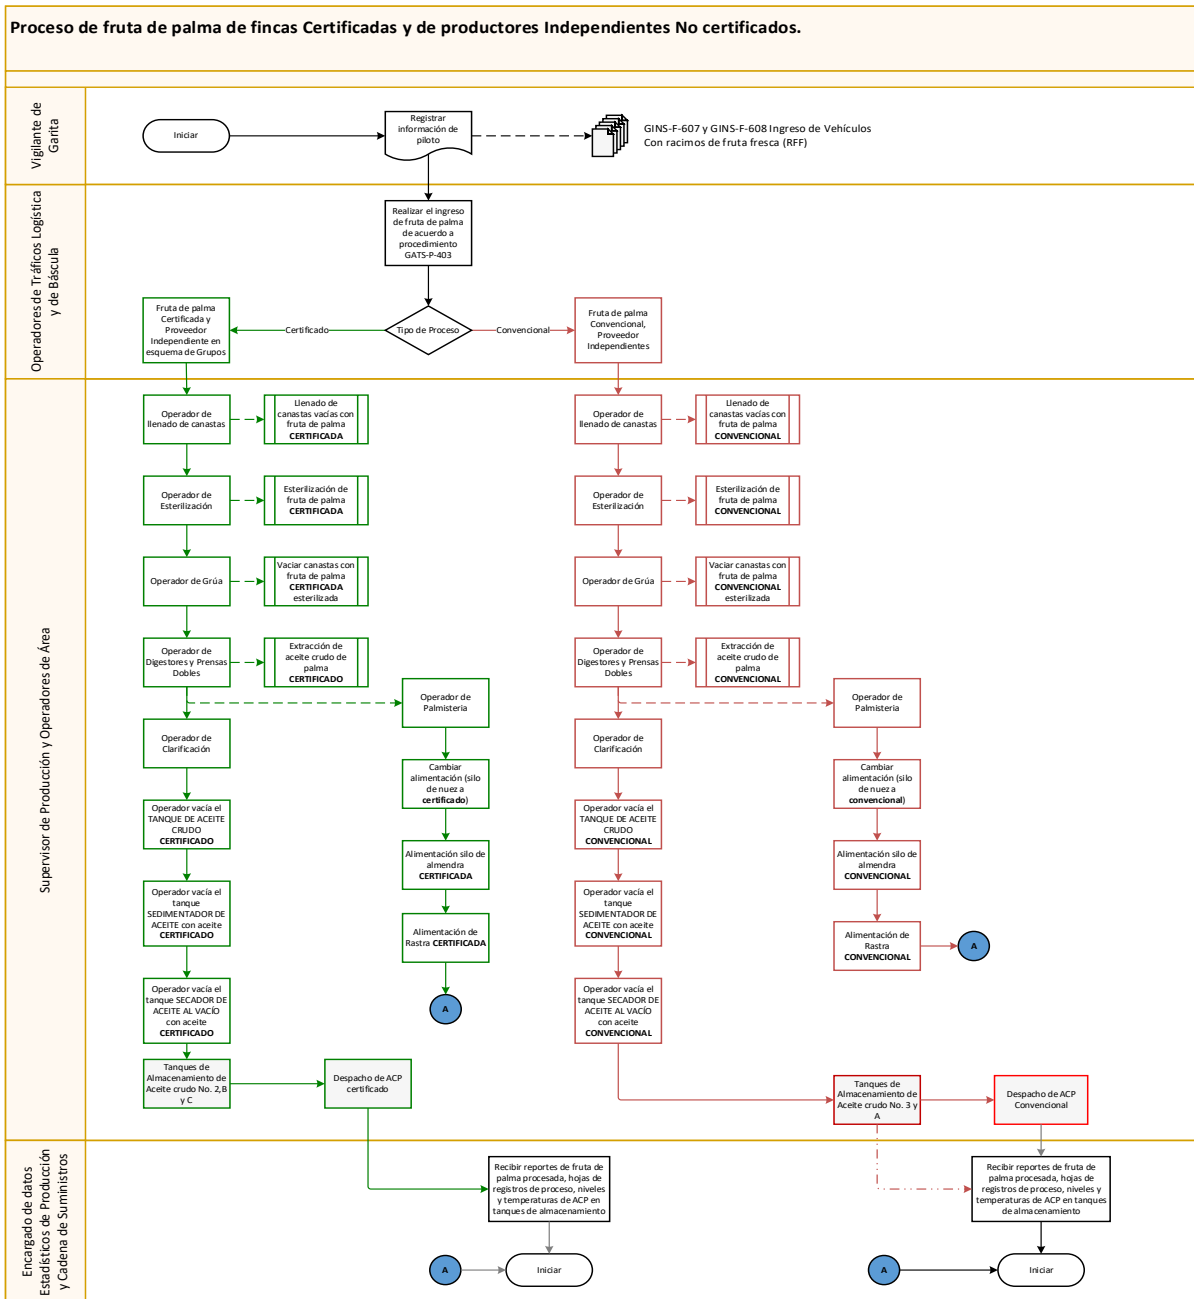 Proceso de fruta de palma de fincas Certificadas y de productores Independientes No certificados.
Vigilante de
Garita
Iniciar
Registrar
información de
piloto
GINS-F-607 y GINS-F-608 Ingreso de Vehículos
Con racimos de fruta fresca (RFF)
Operadores de Tráficos Logística
y de Báscula
Realizar el ingreso
de fruta de palma
de acuerdo a
procedimiento
GATS-P-403
Tipo de Proceso
Certificado
Convencional
Fruta de palma
Certificada y
Proveedor
Independiente en
esquema de Grupos
Fruta de palma
Convencional,
Proveedor
Independientes
Supervisor de Producción y Operadores de Área
Operador de
llenado de canastas
Llenado de
canastas vacías con
fruta de palma
CERTIFICADA
Operador de
llenado de canastas
Llenado de
canastas vacías con
fruta de palma
CONVENCIONAL
Operador de
Esterilización
Esterilización de
fruta de palma
CERTIFICADA
Operador de
Esterilización
Esterilización de
fruta de palma
CONVENCIONAL
Operador de Grúa
Vaciar canastas con
fruta de palma
CERTIFICADA
esterilizada
Operador de Grúa
Vaciar canastas con
fruta de palma
CONVENCIONAL
esterilizada
Operador de
Digestores y Prensas
Dobles
Extracción de
aceite crudo de
palma
CERTIFICADO
Operador de
Digestores y Prensas
Dobles
Extracción de
aceite crudo de
palma
CONVENCIONAL
Operador de
Palmisteria
Operador de
Palmisteria
Operador de
Clarificación
Cambiar
alimentación (silo
de nuez a
certificado)
Operador de
Clarificación
Cambiar
alimentación (silo
de nuez a
convencional)
Operador vacía el
TANQUE DE ACEITE
CRUDO
CERTIFICADO
Alimentación silo de
almendra
CERTIFICADA
Operador vacía el
TANQUE DE ACEITE
CRUDO
CONVENCIONAL
Alimentación silo de
almendra
CONVENCIONAL
Operador vacía el
tanque
SEDIMENTADOR DE
ACEITE con aceite
CERTIFICADO
Alimentación de
Rastra CERTIFICADA
Operador vacía el
tanque
SEDIMENTADOR DE
ACEITE con aceite
CONVENCIONAL
Alimentación de
Rastra
CONVENCIONAL
A
Operador vacía el
tanque SECADOR DE
ACEITE AL VACÍO
con aceite
CERTIFICADO
A
Operador vacía el
tanque SECADOR DE
ACEITE AL VACÍO con
aceite
CONVENCIONAL
Tanques de
Almacenamiento de
Aceite crudo No. 2,B
y C
Despacho de ACP
certificado
Tanques de
Almacenamiento de
Aceite crudo No. 3 y
A
Despacho de ACP
Convencional
Encargado de datos
Estadísticos de Producción
y Cadena de Suministros
Recibir reportes de fruta de
palma procesada, hojas de
registros de proceso, niveles
y temperaturas de ACP en
tanques de almacenamiento
Recibir reportes de fruta de
palma procesada, hojas de
registros de proceso, niveles y
temperaturas de ACP en tanques
de almacenamiento
A
Iniciar
A
Iniciar